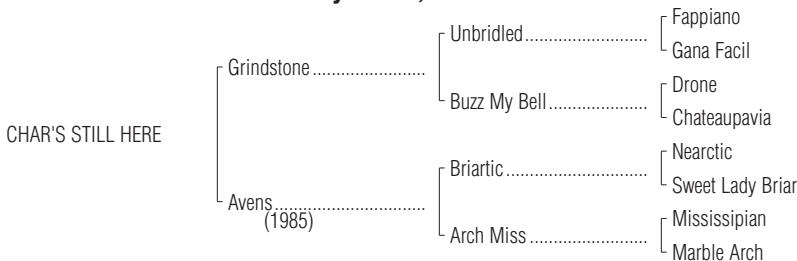 Fappiano
Unbridled
Gana Facil
Grindstone
Drone
Buzz My Bell
Chateaupavia
CHAR'S STILL HERE
Nearctic
Briartic
Sweet Lady Briar
Avens
(1985)
Mississipian
Arch Miss
Marble Arch